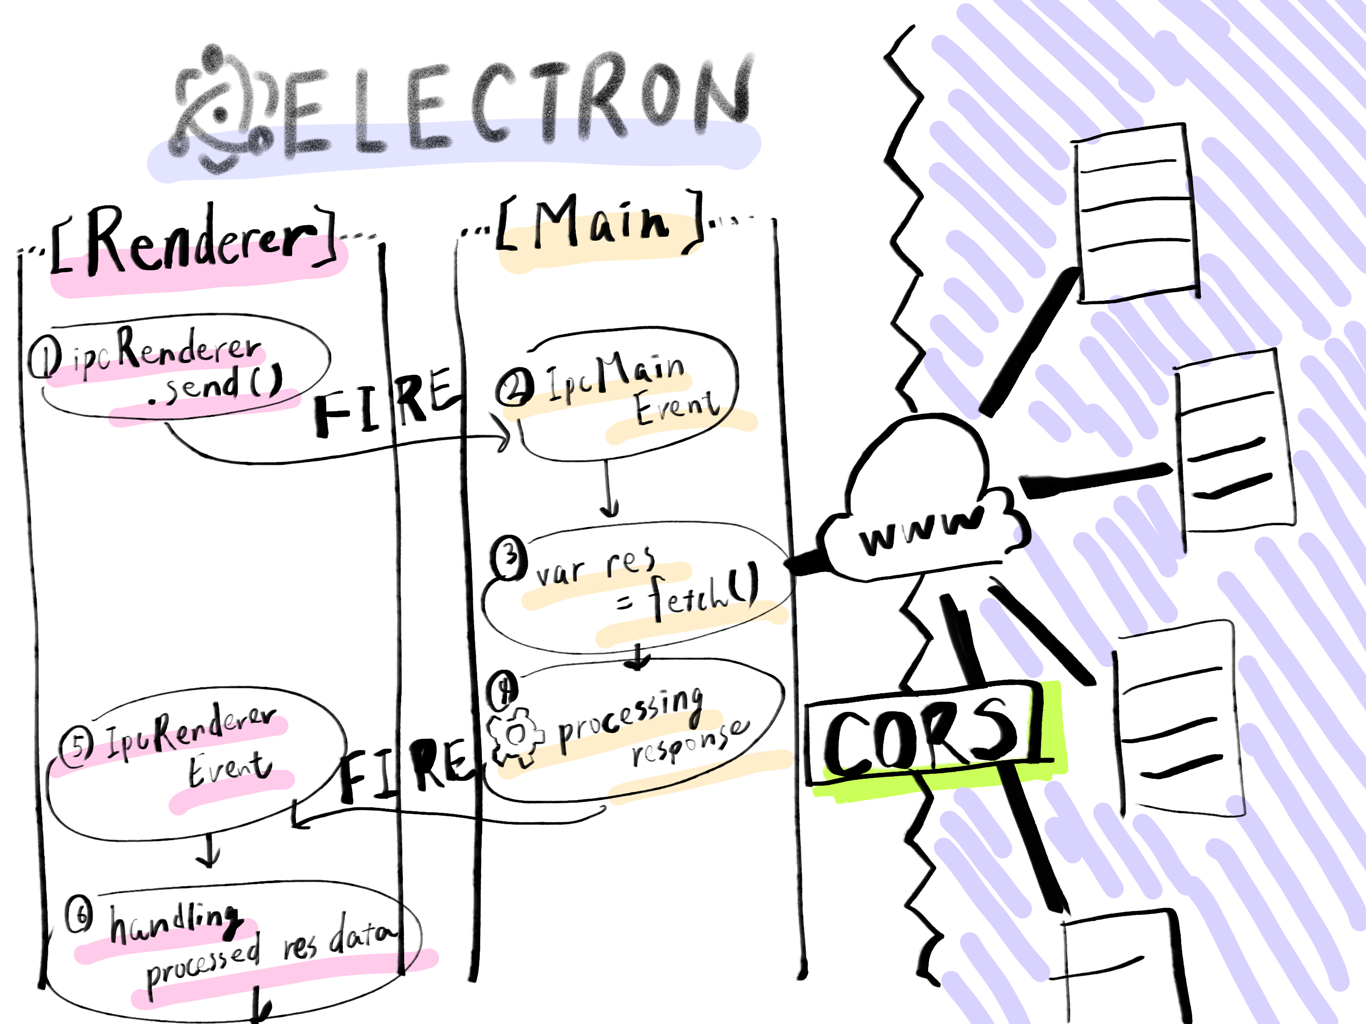 ELECTRON
[Renderer]
[Main]
① ipcRenderer
.send()
FIRE
② IpcMain
Event
③ var res
= fetch()
www
④ processing
response
CORS
FIRE
⑤ IpcRenderer
Event
⑥ handling
processed res data